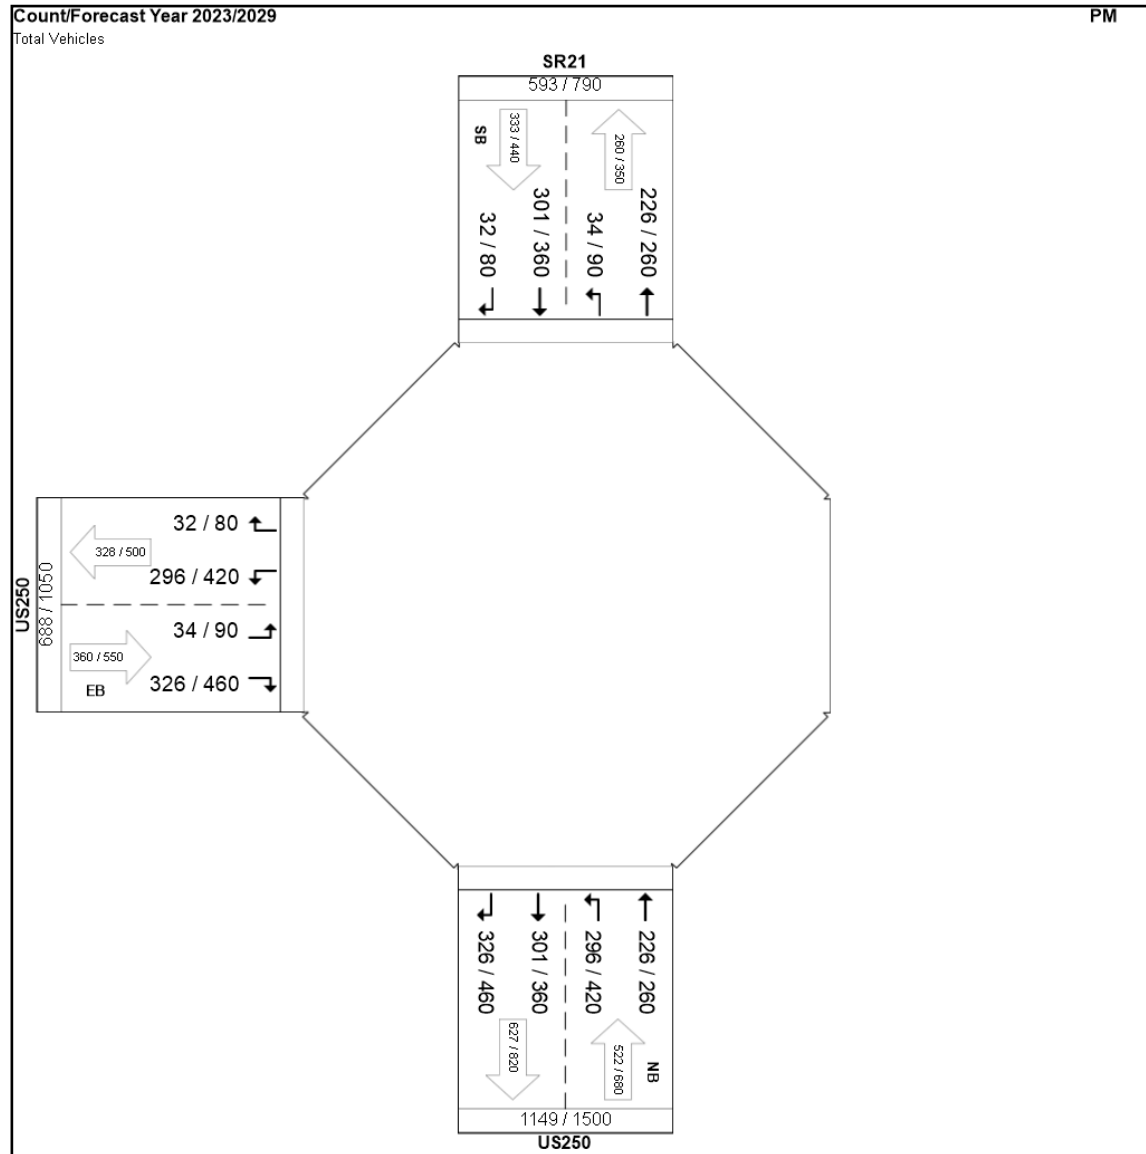 Count/Forecast Year 2023/2029
PM
Total Vehicles
SR21
593 / 790
SB
333 / 440
260 / 350
32 / 80
301 / 360
34 / 90
226 / 260
US250
688 / 1050
328 / 500
32 / 80
296 / 420
360 / 550
EB
34 / 90
326 / 460
326 / 460
301 / 360
296 / 420
226 / 260
627 / 820
522 / 680
NB
1149 / 1500
US250